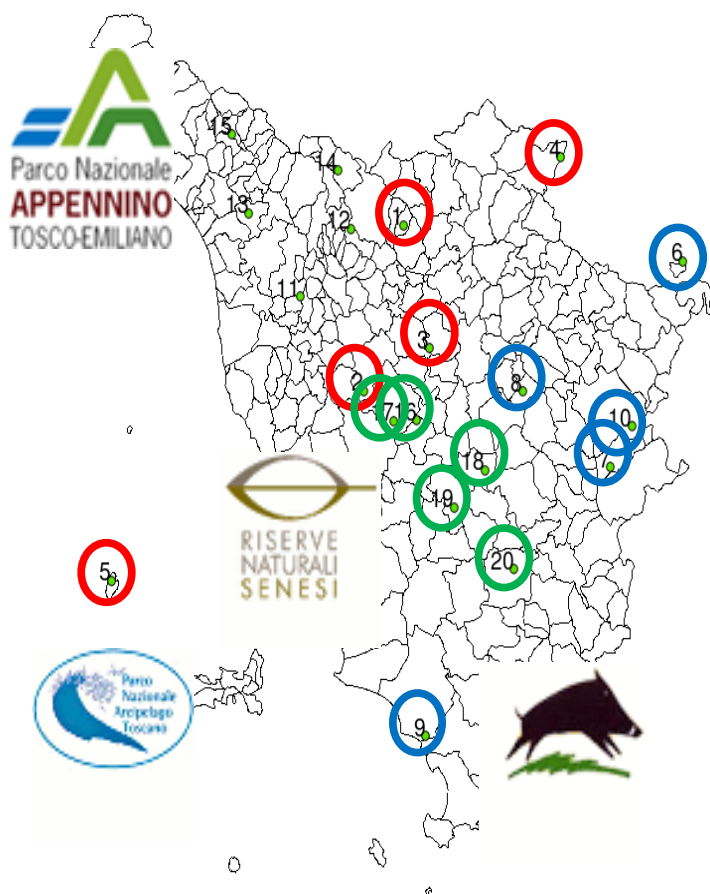 15
Parco Nazionale
APPENNINO
TOSCO-EMILIANO
14
4
13
12
1
6
11
3
2
8
17
16
10
18
7
19
RISERVE
NATURALI
SENESI
20
5
Parco
Nazionale
Arcipelago
Toscano
9